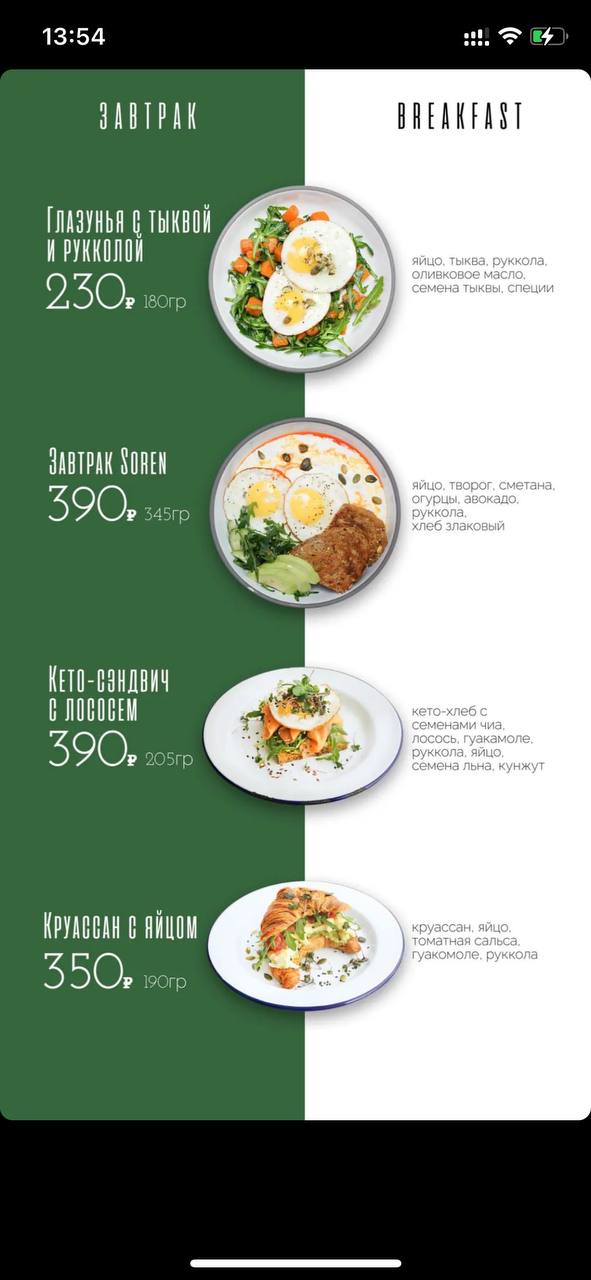 13:54
ЗАВТРАК
BREAKFAST
Глазунья с тыквой
и рукколой
230₽ 180гр
яйцо, тыква, руккола,
оливковое масло,
семена тыквы, специи
Завтрак Soren
390₽ 345гр
яйцо, творог, сметана,
огурцы, авокадо,
руккола,
хлеб злаковый
Кето-сэндвич
с лососем
390₽ 205гр
кето-хлеб с
семенами чиа,
лосось, гуакамоле,
руккола, яйцо,
семена льна, кунжут
Круассан с яйцом
350₽ 190гр
круассан, яйцо,
томатная сальса,
гуакомоле, руккола